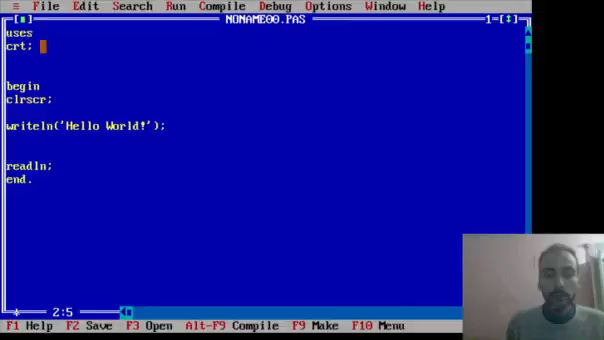 ≡ File Edit Search Run Compile Debug Options Window Help
[■] NONAME00.PAS 1=[↕]
uses
crt;
begin
clrscr;
writeln('Hello World!');
readln;
end.
2:5
F1 Help F2 Save F3 Open Alt-F9 Compile F9 Make F10 Menu